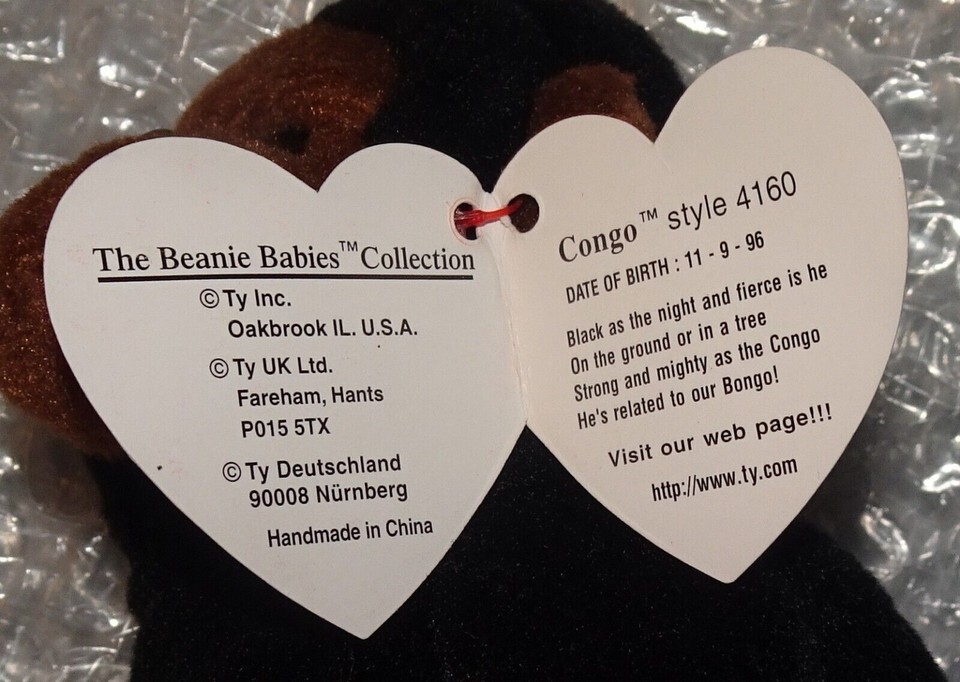 The Beanie Babies™ Collection
© Ty Inc.
Oakbrook IL. U.S.A.
© Ty UK Ltd.
Fareham, Hants
P015 5TX
© Ty Deutschland
90008 Nürnberg
Handmade in China
Congo™ style 4160
DATE OF BIRTH : 11 - 9 - 96
Black as the night and fierce is he
On the ground or in a tree
Strong and mighty as the Congo
He's related to our Bongo!
Visit our web page!!!
http://www.ty.com